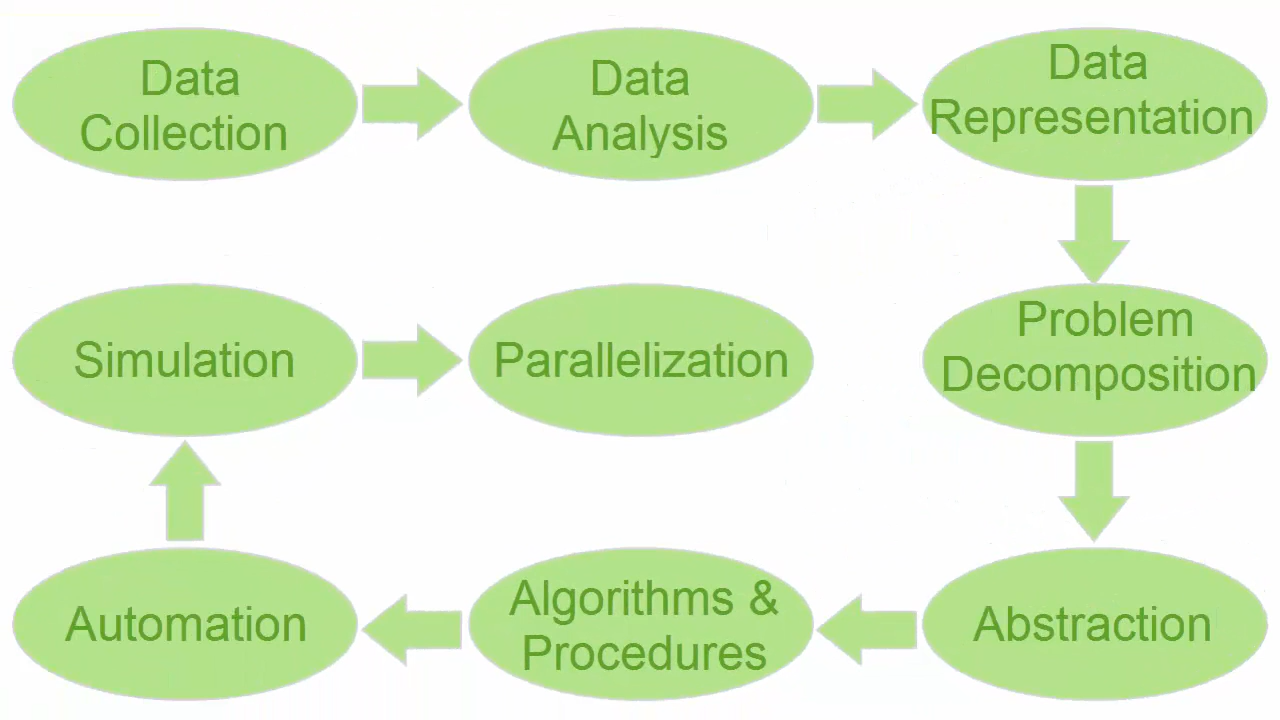 Data
Collection
Data
Analysis
Data
Representation
Simulation
Parallelization
Problem
Decomposition
Automation
Algorithms &
Procedures
Abstraction